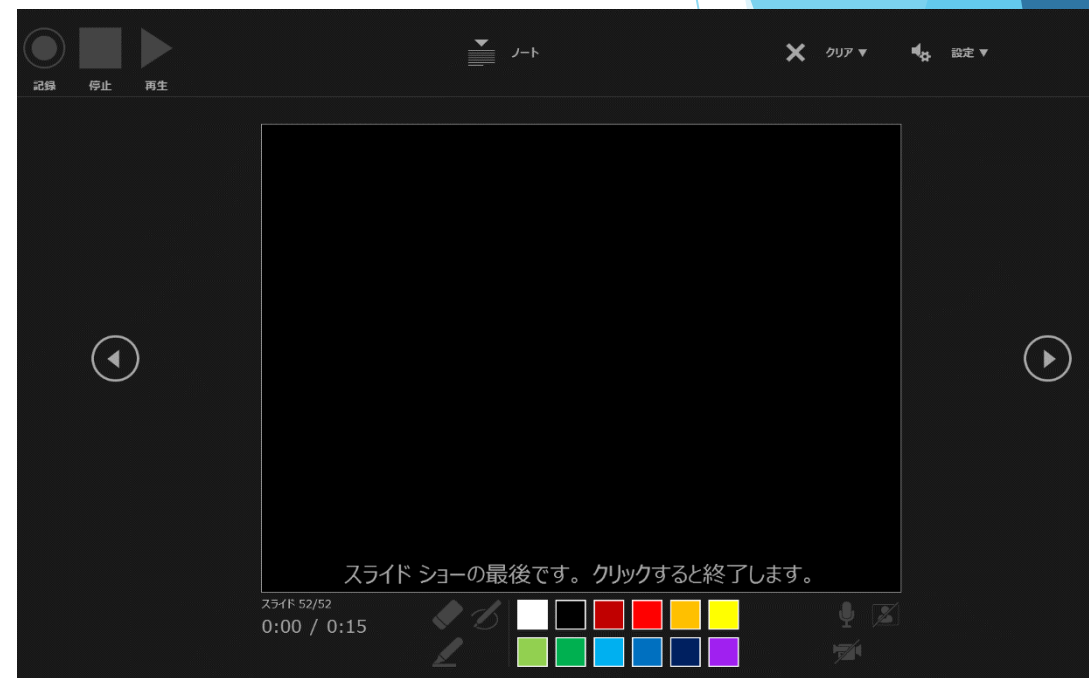 記録 停止 再生
ノート
クリア ▼
設定 ▼
スライド ショーの最後です。クリックすると終了します。
スライド 52/52
0:00 / 0:15